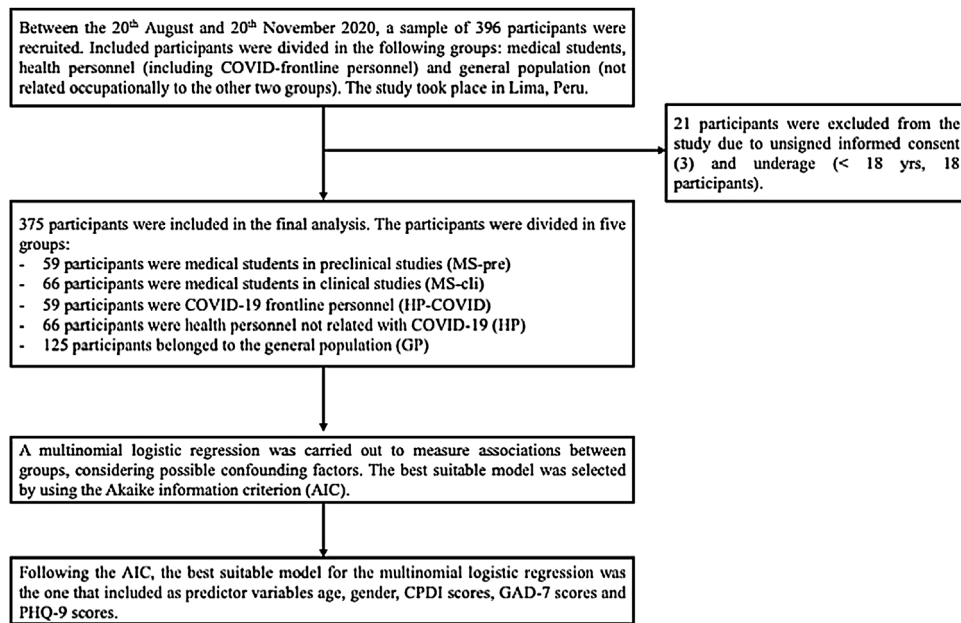 Between the 20th August and 20th November 2020, a sample of 396 participants were
recruited. Included participants were divided in the following groups: medical students,
health personnel (including COVID-frontline personnel) and general population (not
related occupationally to the other two groups). The study took place in Lima, Peru.
21 participants were excluded from the
study due to unsigned informed consent
(3) and underage (< 18 yrs, 18
participants).
375 participants were included in the final analysis. The participants were divided in five
groups:
- 59 participants were medical students in preclinical studies (MS-pre)
- 66 participants were medical students in clinical studies (MS-cli)
- 59 participants were COVID-19 frontline personnel (HP-COVID)
- 66 participants were health personnel not related with COVID-19 (HP)
- 125 participants belonged to the general population (GP)
A multinomial logistic regression was carried out to measure associations between
groups, considering possible confounding factors. The best suitable model was selected
by using the Akaike information criterion (AIC).
Following the AIC, the best suitable model for the multinomial logistic regression was
the one that included as predictor variables age, gender, CPDI scores, GAD-7 scores and
PHQ-9 scores.